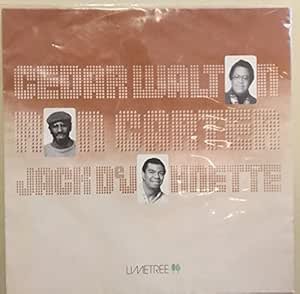 CEDAR WALTON
RON CARTER
JACK DeJOHNETTE
LIMETREE